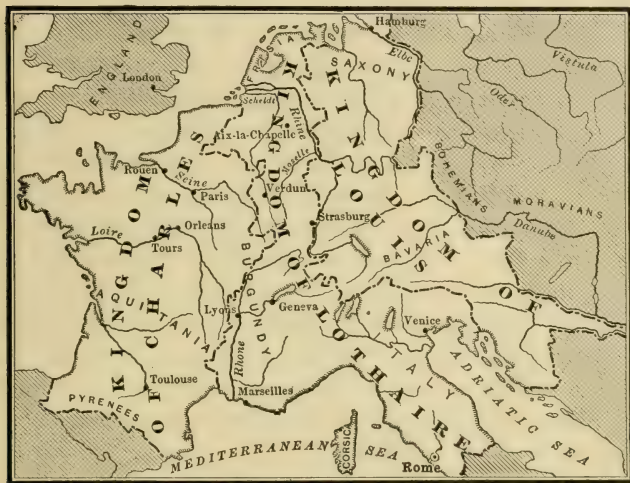 Hamburg
Elbe
ENGLAND
London
FRISIA
SAXONY
Vistula
Oder
Scheldt
Rhine
Aix-la-Chapelle
Moselle
Rouen
Seine
Verdun
Paris
BOHEMIANS
MORAVIANS
Danube
Strasburg
Loire
Orleans
Tours
BAVARIA
BURGUNDY
AQUITANIA
Lyons
Geneva
Venice
Rhone
ITALY
ADRIATIC SEA
Toulouse
Marseilles
PYRENEES
MEDITERRANEAN SEA
CORSICA
Rome
KINGDOM OF CHARLES
KINGDOM OF LOTHAIRE
KINGDOM OF LOUIS